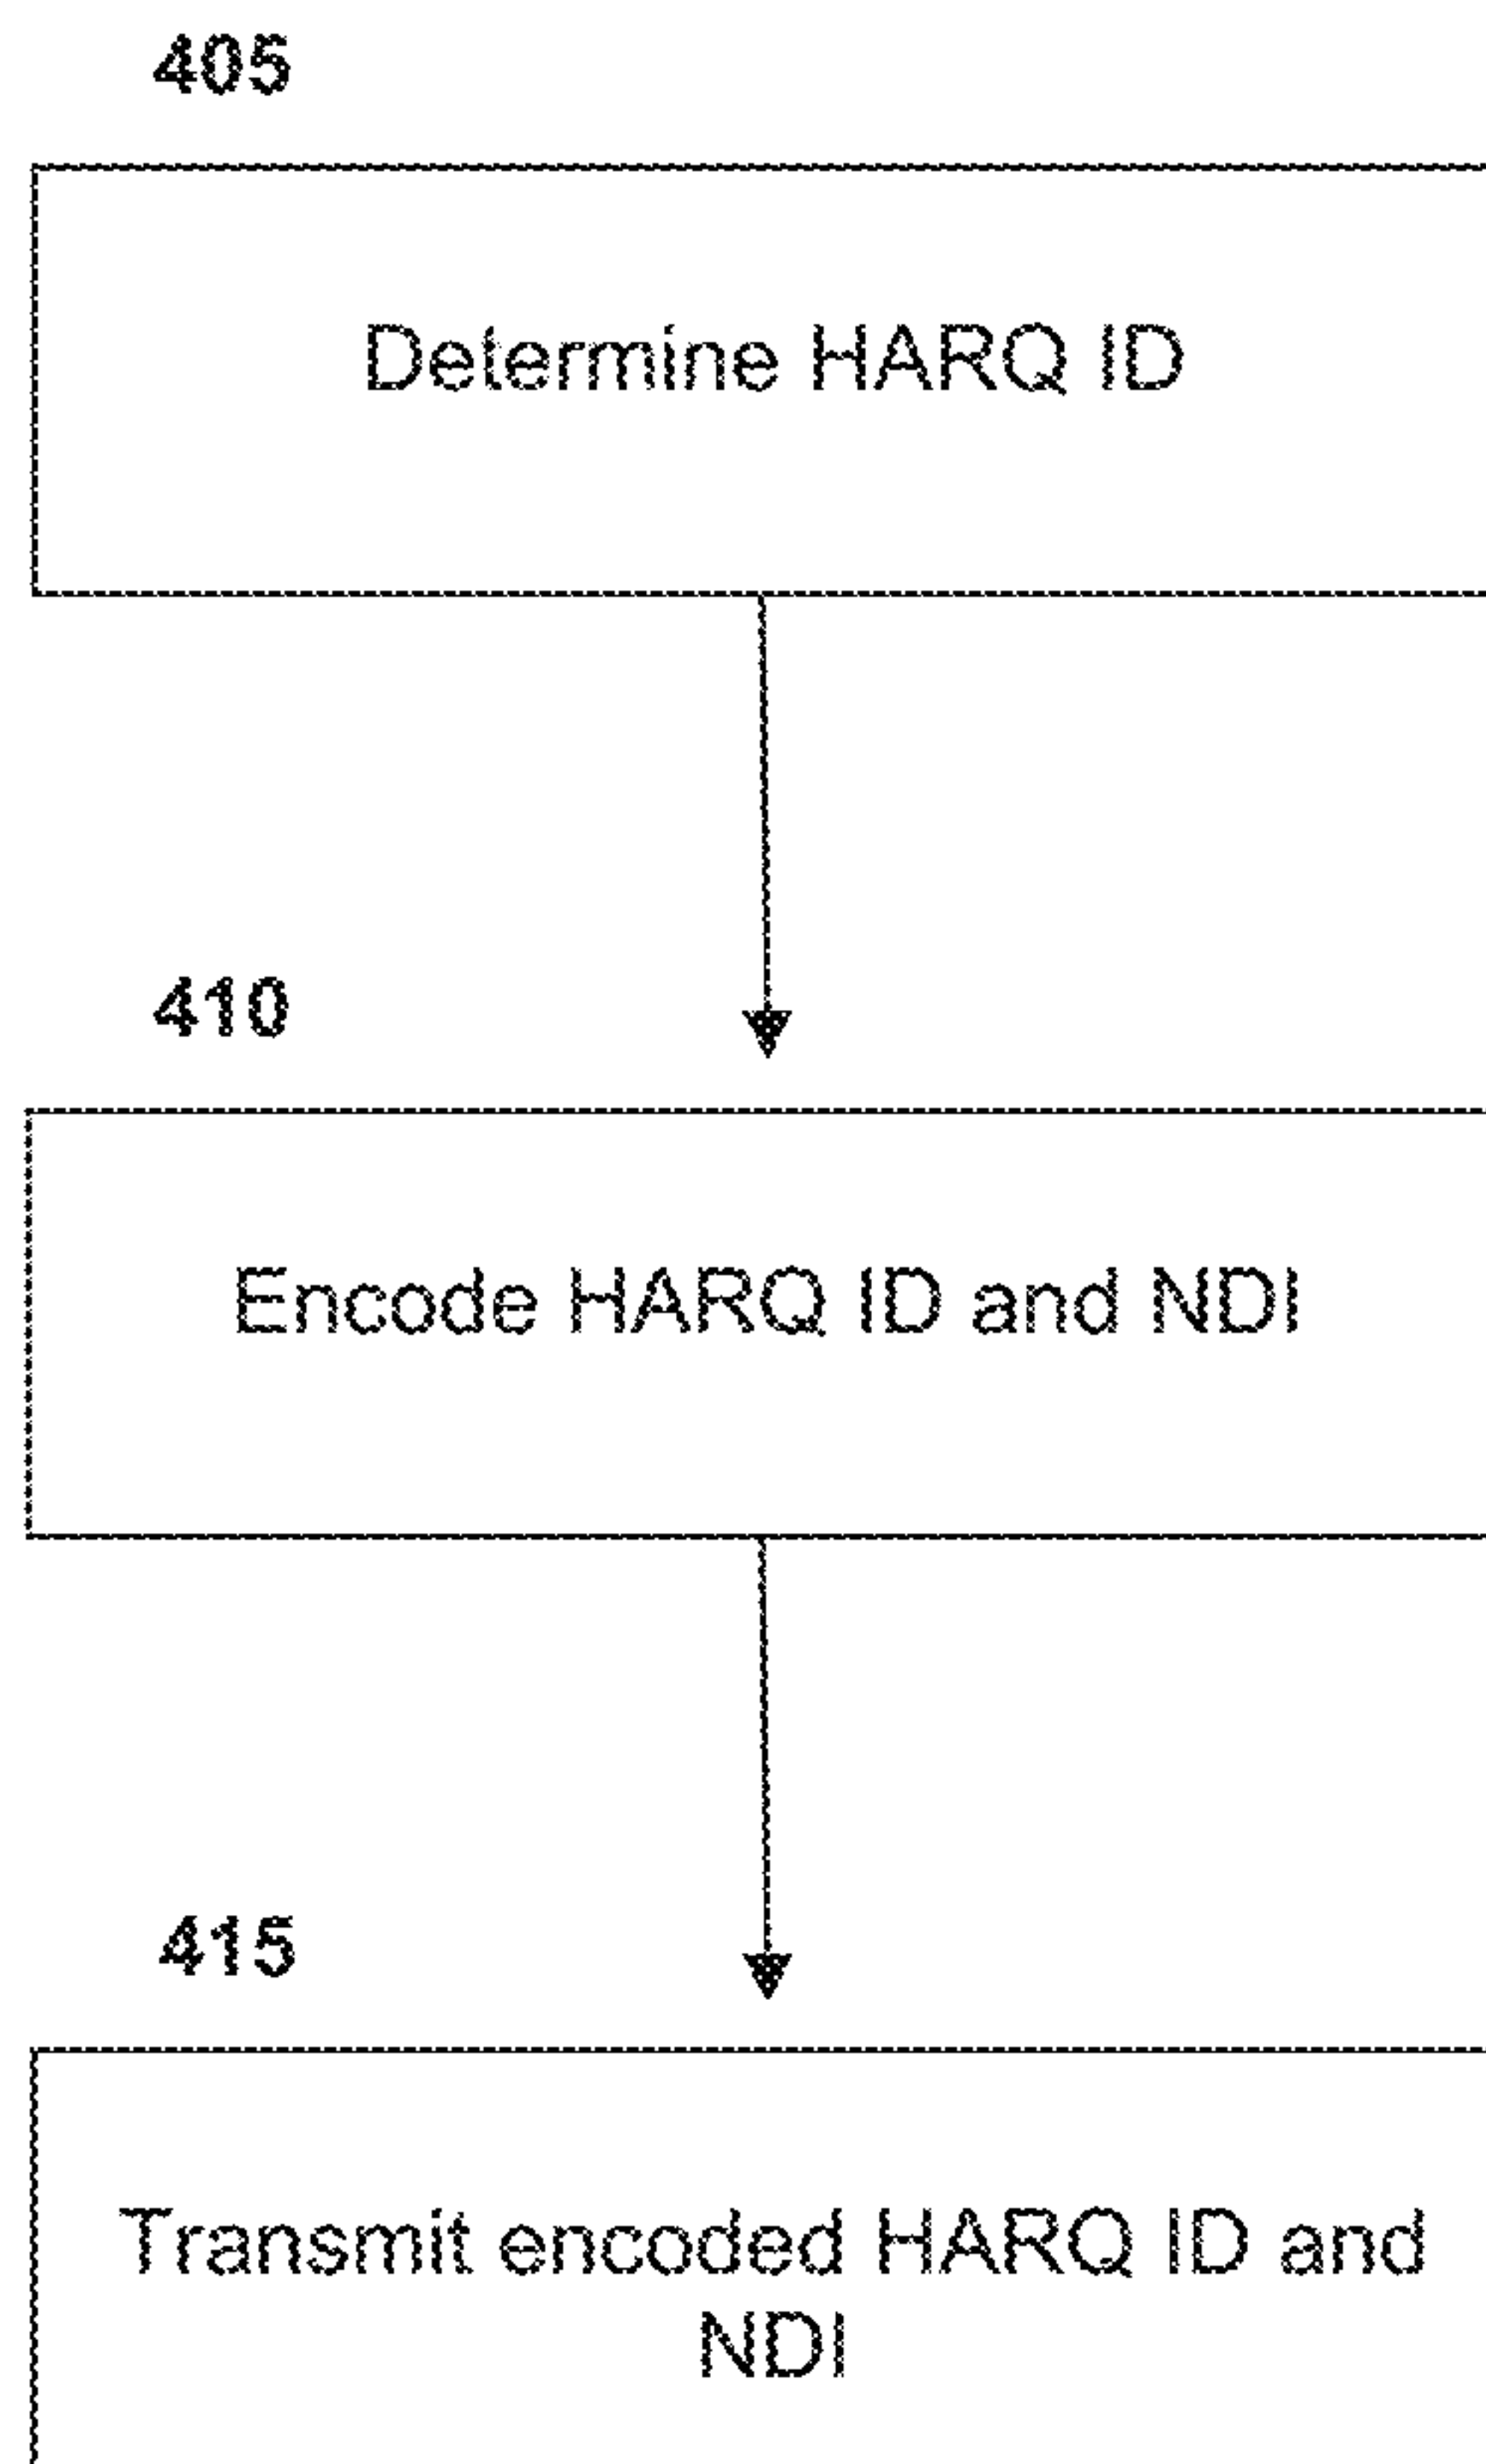 405
Determine HARQ ID
410
Encode HARQ ID and NDI
415
Transmit encoded HARQ ID and
NDI